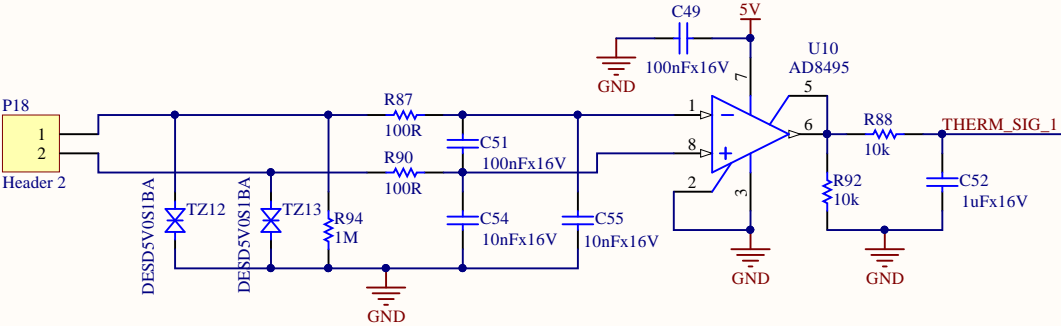 C49
5V
GND
100nFx16V
7
U10
AD8495
5
P18
1
2
Header 2
R87
100R
R90
100R
C51
100nFx16V
1
8
2
3
6
R88
10k
THERM_SIG_1
DESD5V0S1BA
TZ12
DESD5V0S1BA
TZ13
R94
1M
C54
10nFx16V
C55
10nFx16V
R92
10k
C52
1uFx16V
GND
GND
GND